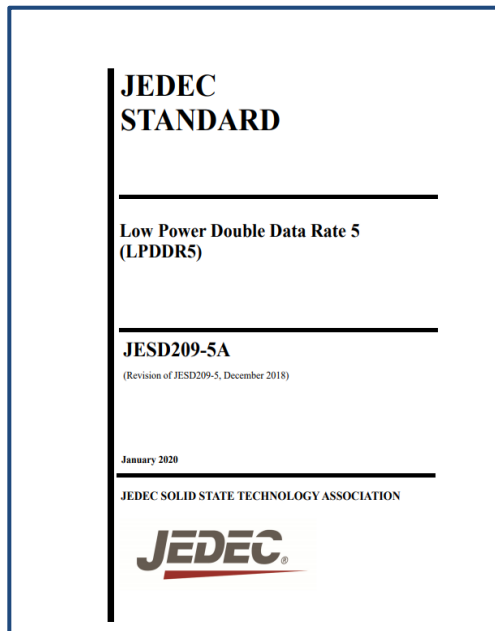 JEDEC
STANDARD
Low Power Double Data Rate 5
(LPDDR5)
JESD209-5A
(Revision of JESD209-5, December 2018)
January 2020
JEDEC SOLID STATE TECHNOLOGY ASSOCIATION
JEDEC®